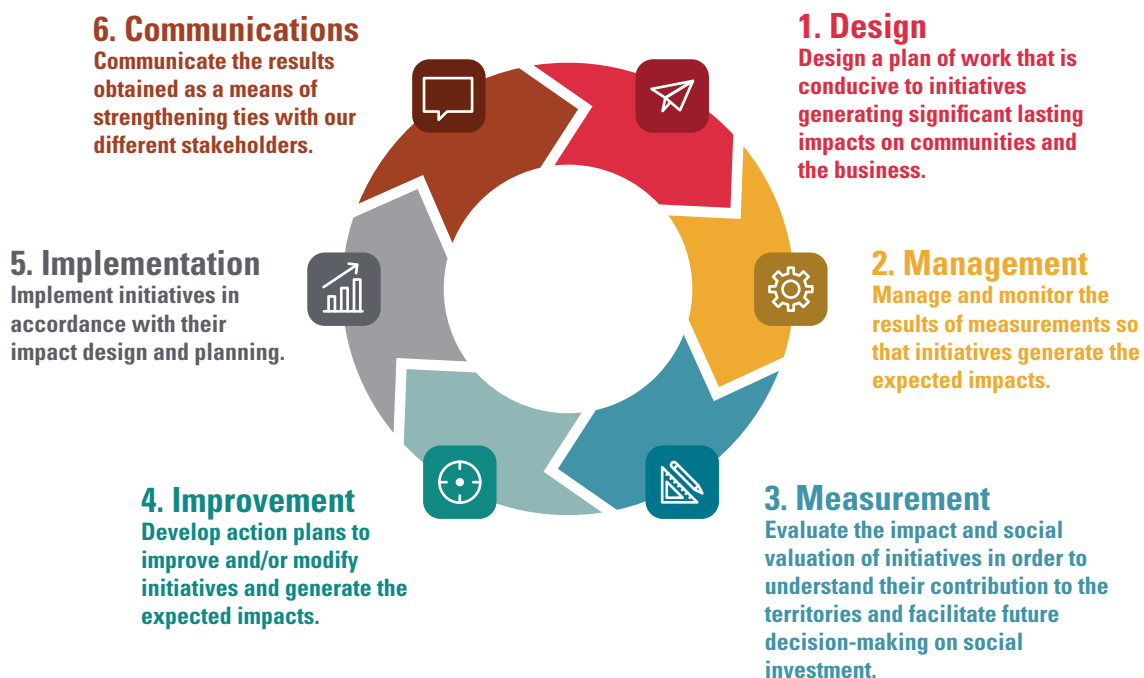 1. Design
Design a plan of work that is
conducive to initiatives
generating significant lasting
impacts on communities and
the business.
2. Management
Manage and monitor the
results of measurements so
that initiatives generate the
expected impacts.
3. Measurement
Evaluate the impact and social
valuation of initiatives in order to
understand their contribution to the
territories and facilitate future
decision-making on social
investment.
4. Improvement
Develop action plans to
improve and/or modify
initiatives and generate the
expected impacts.
5. Implementation
Implement initiatives in
accordance with their
impact design and planning.
6. Communications
Communicate the results
obtained as a means of
strengthening ties with our
different stakeholders.